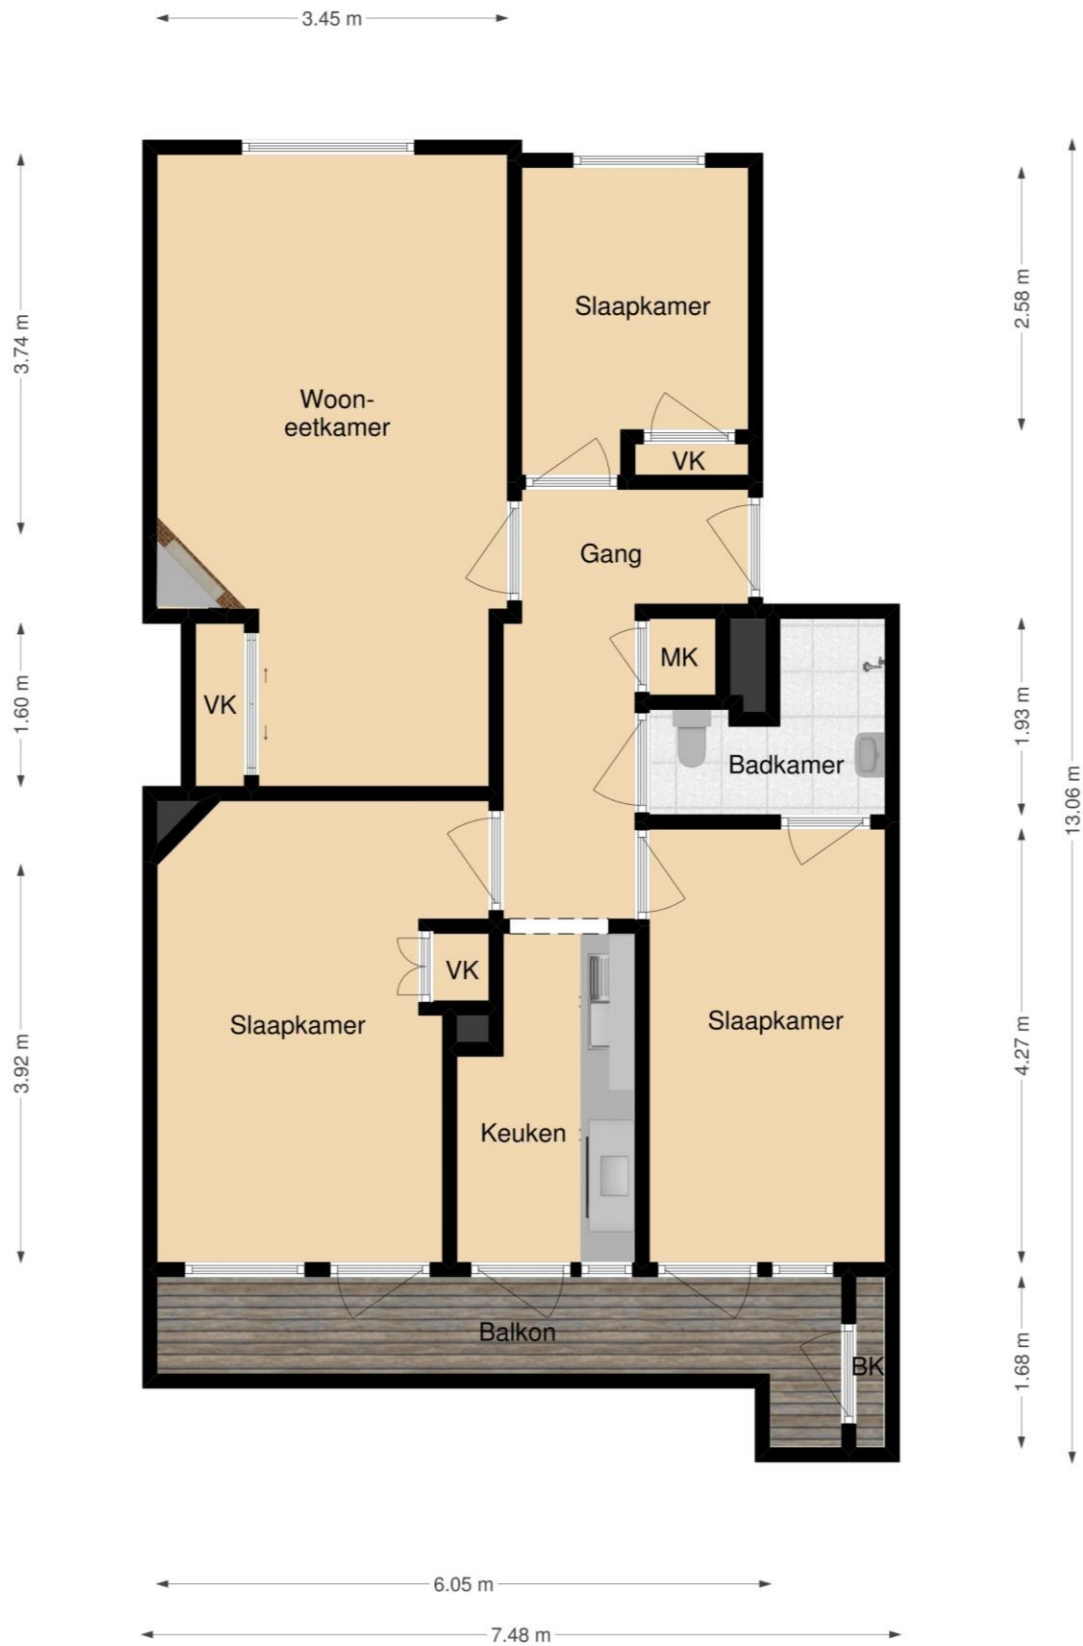 3.45 m
3.74 m
2.58 m
Slaapkamer
Woon-
eetkamer
VK
Gang
MK
VK
1.60 m
1.93 m
Badkamer
13.06 m
VK
Slaapkamer
Slaapkamer
3.92 m
4.27 m
Keuken
Balkon
BK
1.68 m
6.05 m
7.48 m